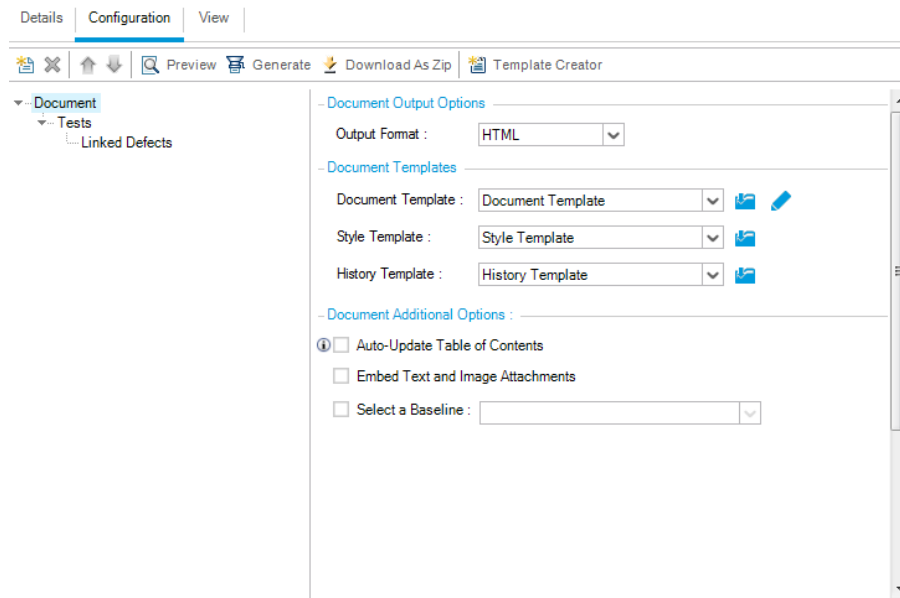 Details Configuration View
Preview Generate Download As Zip Template Creator
Document
Tests
Linked Defects
Document Output Options
Output Format : HTML
Document Templates
Document Template : Document Template
Style Template : Style Template
History Template : History Template
Document Additional Options :
Auto-Update Table of Contents
Embed Text and Image Attachments
Select a Baseline :